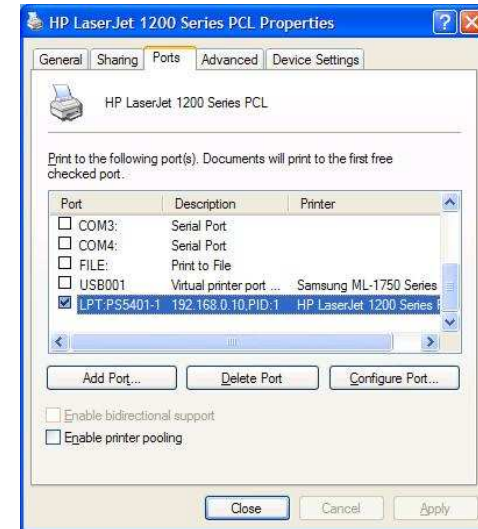 HP LaserJet 1200 Series PCL Properties
General Sharing Ports Advanced Device Settings
HP LaserJet 1200 Series PCL
Print to the following port(s). Documents will print to the first free
checked port.
Port Description Printer
COM3: Serial Port
COM4: Serial Port
FILE: Print to File
USB001 Virtual printer port ... Samsung ML-1750 Series
LPT:PS5401-1 192.168.0.10,PID:1 HP LaserJet 1200 Series
Add Port... Delete Port Configure Port...
Enable bidirectional support
Enable printer pooling
Close Cancel Apply